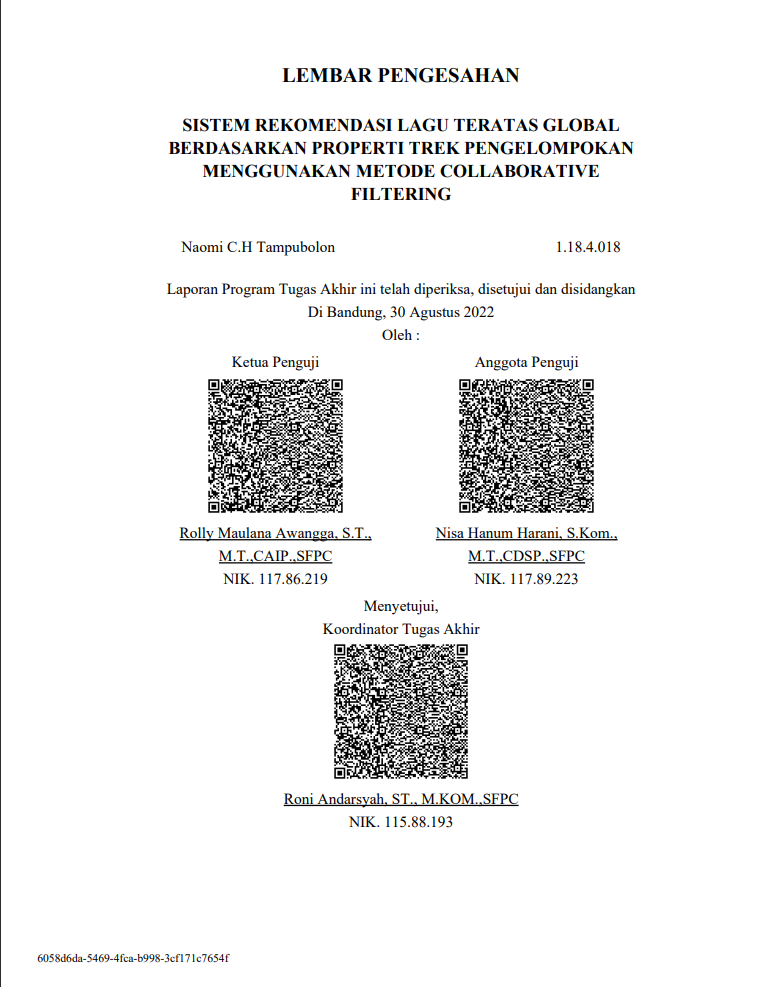 LEMBAR PENGESAHAN
SISTEM REKOMENDASI LAGU TERATAS GLOBAL
BERDASARKAN PROPERTI TREK PENGELOMPOKAN
MENGGUNAKAN METODE COLLABORATIVE
FILTERING
Naomi C.H Tampubolon 1.18.4.018
Laporan Program Tugas Akhir ini telah diperiksa, disetujui dan disidangkan
Di Bandung, 30 Agustus 2022
Oleh :
Ketua Penguji Anggota Penguji
Rolly Maulana Awangga, S.T., Nisa Hanum Harani, S.Kom.,
M.T.,CAIP.,SFPC M.T.,CDSP.,SFPC
NIK. 117.86.219 NIK. 117.89.223
Menyetujui,
Koordinator Tugas Akhir
Roni Andarsyah, ST., M.KOM.,SFPC
NIK. 115.88.193
6058d6da-5469-4fca-b998-3cf171c7654f